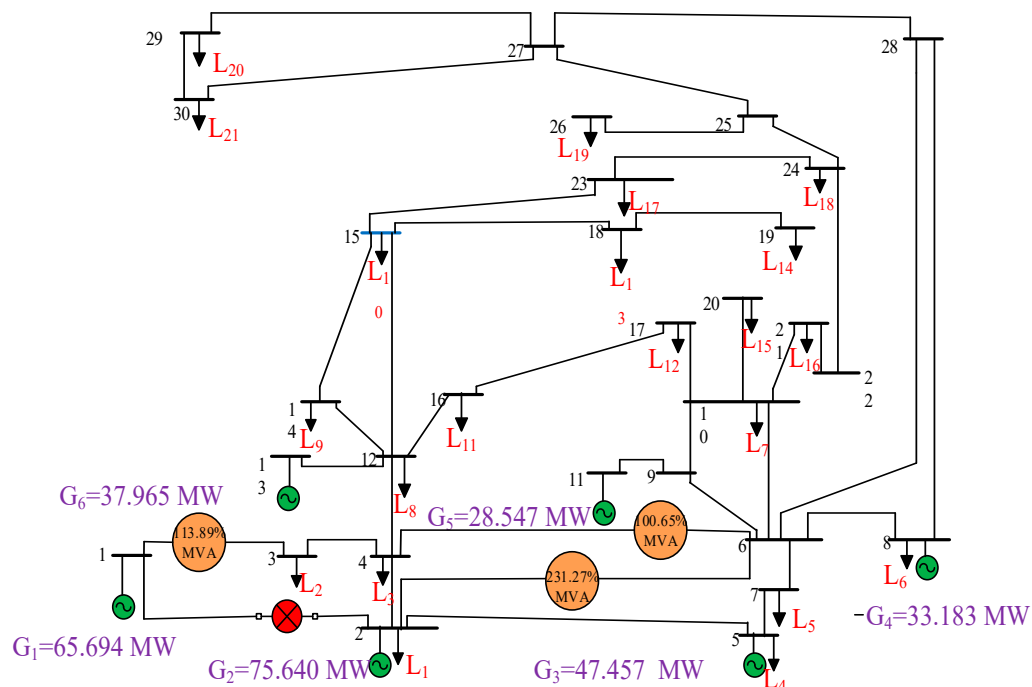 29
27
28
L20
30
L21
26
25
L19
24
23
L17
L18
15
18
19
L1
0
L1
3
L14
20
17
2
1
L15
L16
L12
2
2
1
4
16
1
0
L9
L11
L7
1
3
12
11
9
L8
G6=37.965 MW
G5=28.547 MW
113.89%
MVA
100.65%
MVA
1
3
4
6
8
L2
L3
L6
231.27%
MVA
7
L5
G4=33.183 MW
2
5
G1=65.694 MW
G2=75.640 MW
L1
G3=47.457 MW
L4